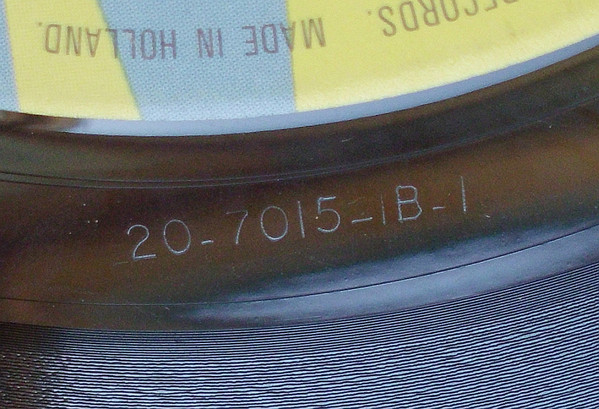 RECORDS.
MADE IN HOLLAND.
20-7015-1B-1